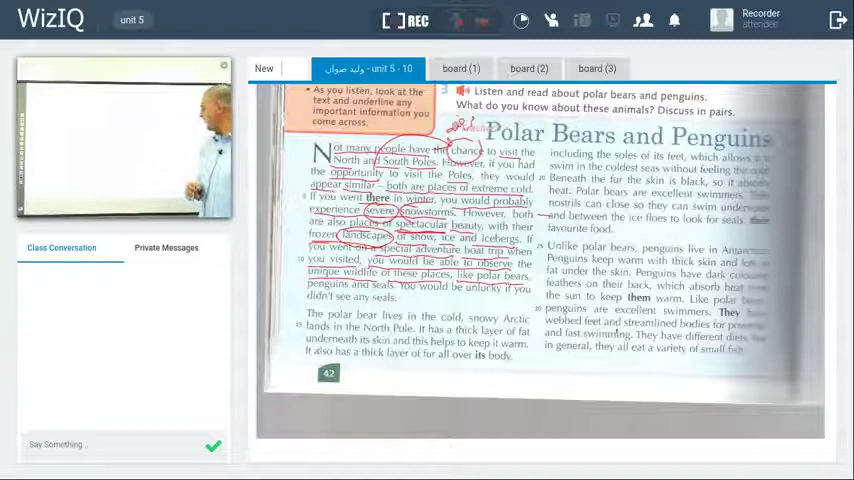 WizIQ
unit 5
[ ] REC
Recorder
attendee
New
وليد صوان - unit 5 - 10
board (1)
board (2)
board (3)
• As you listen, look at the
text and underline any
important information you
come across.
3 Listen and read about polar bears and penguins.
What do you know about these animals? Discuss in pairs.
Polar Bears and Penguins
Not many people have the chance to visit the
North and South Poles. However, if you had
the opportunity to visit the Poles, they would
appear similar – both are places of extreme cold.
5 If you went there in winter, you would probably
experience severe snowstorms. However, both
are also places of spectacular beauty, with their
frozen landscapes of snow, ice and icebergs. If
you went on a special adventure boat trip when
10 you visited, you would be able to observe the
unique wildlife of these places, like polar bears,
penguins and seals. You would be unlucky if you
didn't see any seals.
The polar bear lives in the cold, snowy Arctic
15 lands in the North Pole. It has a thick layer of fat
underneath its skin and this helps to keep it warm.
It also has a thick layer of fur all over its body,
including the soles of its feet, which allows it to
swim in the coldest seas without feeling the cold
20 Beneath the fur the skin is black, so it absorbs
heat. Polar bears are excellent swimmers.
nostrils can close so they can swim underwater
and between the ice floes to look for seals, their
favourite food.
25 Unlike polar bears, penguins live in
Penguins keep warm with thick skin and lots of
fat under the skin. Penguins have dark coloured
feathers on their back, which absorb heat
the sun to keep them warm. Like polar bears
30 penguins are excellent swimmers. They
webbed feet and streamlined bodies for
and fast swimming. They have different diets,
in general, they all eat a variety of small fish
42
Class Conversation
Private Messages
Say Something ..